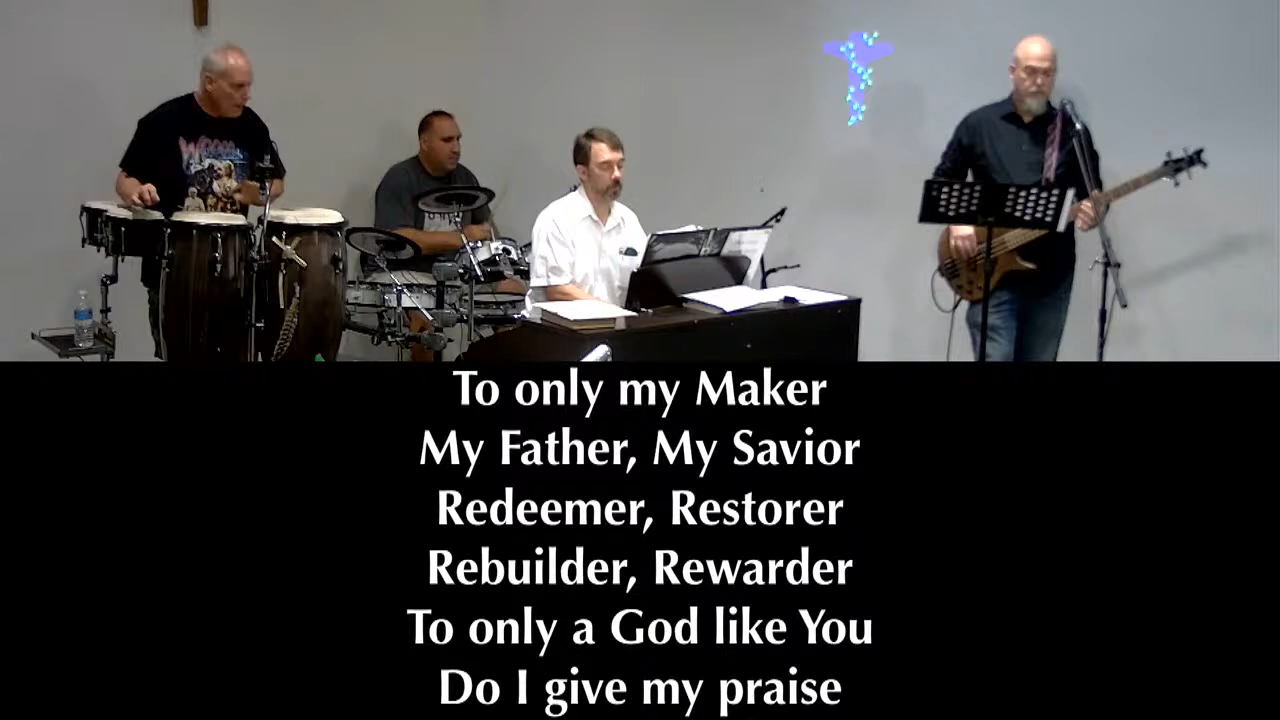 To only my Maker
My Father, My Savior
Redeemer, Restorer
Rebuilder, Rewarder
To only a God like You
Do I give my praise